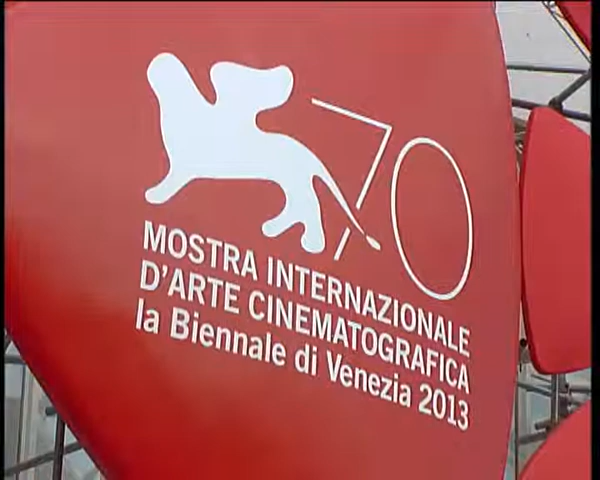 70
MOSTRA INTERNAZIONALE
D'ARTE CINEMATOGRAFICA
la Biennale di Venezia 2013